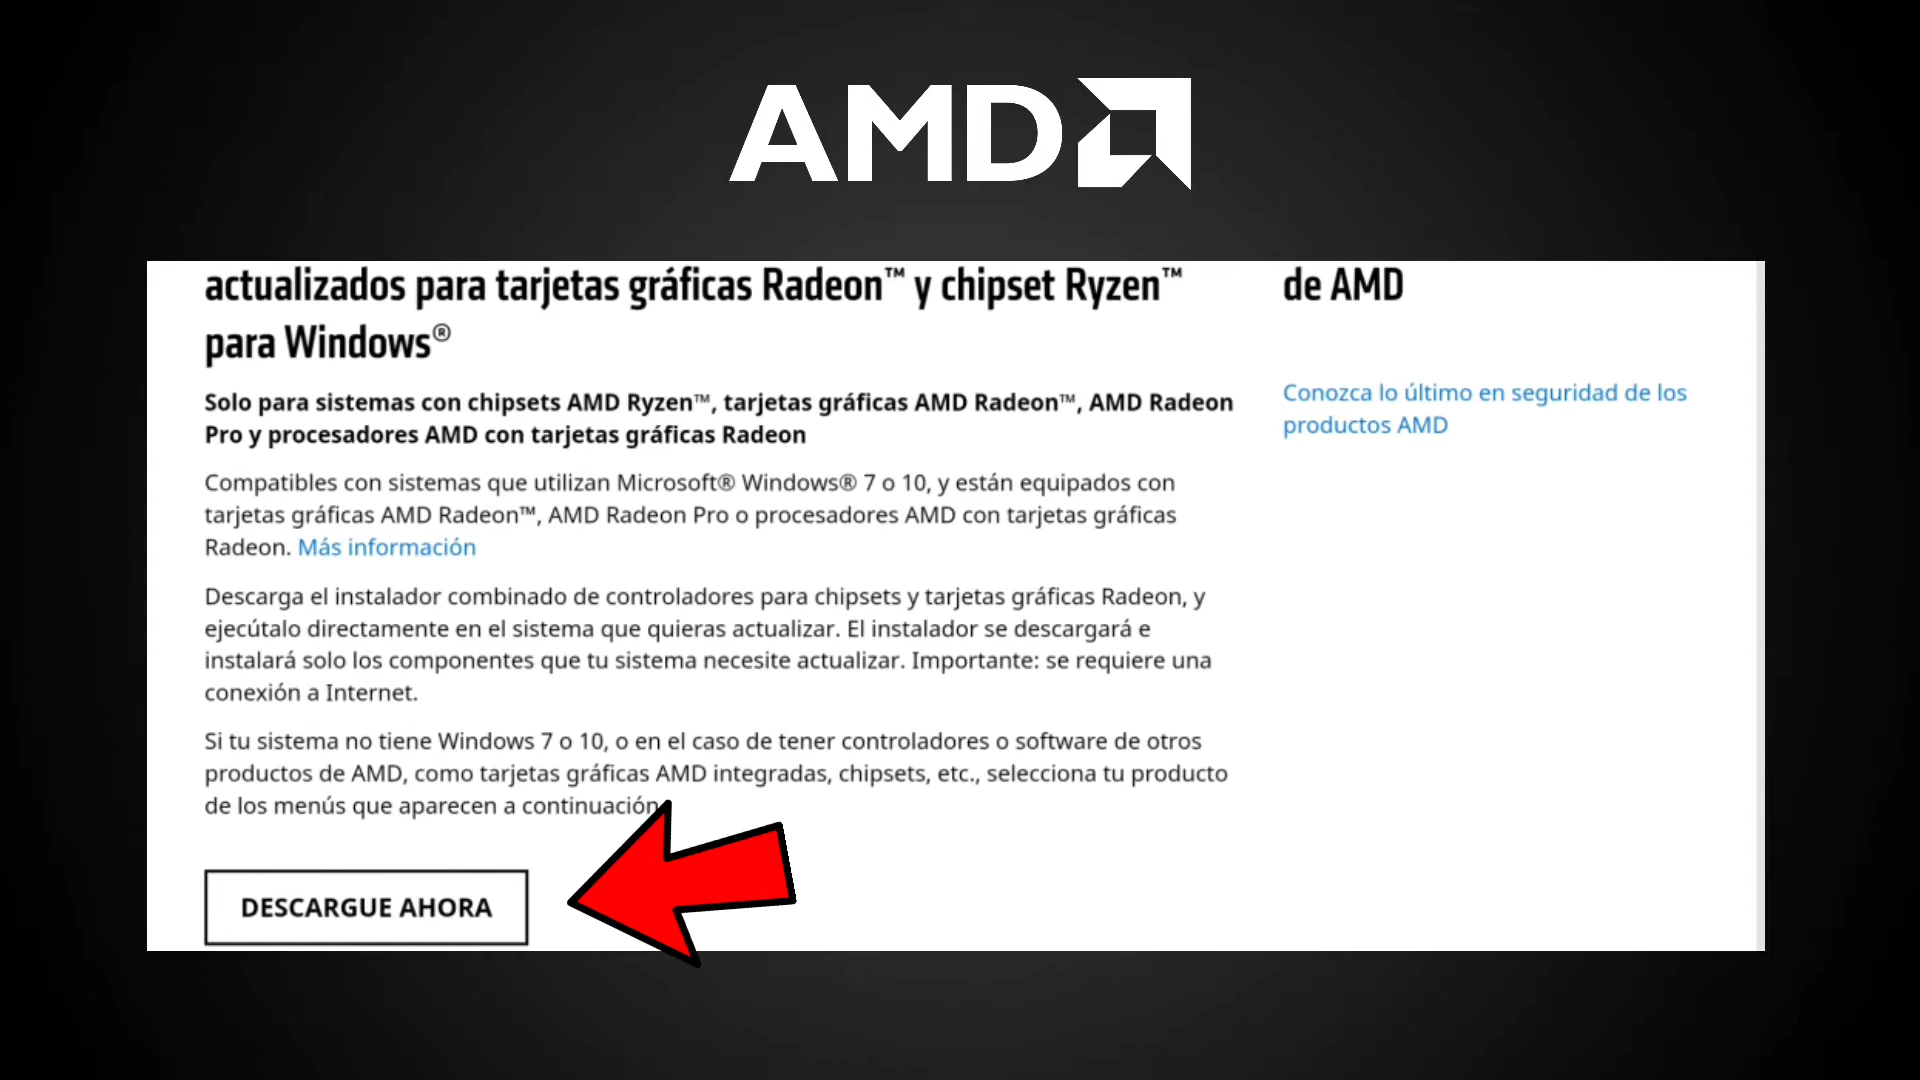 AMD
actualizados para tarjetas gráficas Radeon™ y chipset Ryzen™
para Windows®
de AMD
Solo para sistemas con chipsets AMD Ryzen™, tarjetas gráficas AMD Radeon™, AMD Radeon
Pro y procesadores AMD con tarjetas gráficas Radeon
Conozca lo último en seguridad de los
productos AMD
Compatibles con sistemas que utilizan Microsoft® Windows® 7 o 10, y están equipados con
tarjetas gráficas AMD Radeon™, AMD Radeon Pro o procesadores AMD con tarjetas gráficas
Radeon. Más información
Descarga el instalador combinado de controladores para chipsets y tarjetas gráficas Radeon, y
ejecútalo directamente en el sistema que quieras actualizar. El instalador se descargará e
instalará solo los componentes que tu sistema necesite actualizar. Importante: se requiere una
conexión a Internet.
Si tu sistema no tiene Windows 7 o 10, o en el caso de tener controladores o software de otros
productos de AMD, como tarjetas gráficas AMD integradas, chipsets, etc., selecciona tu producto
de los menús que aparecen a continuación
DESCARGUE AHORA